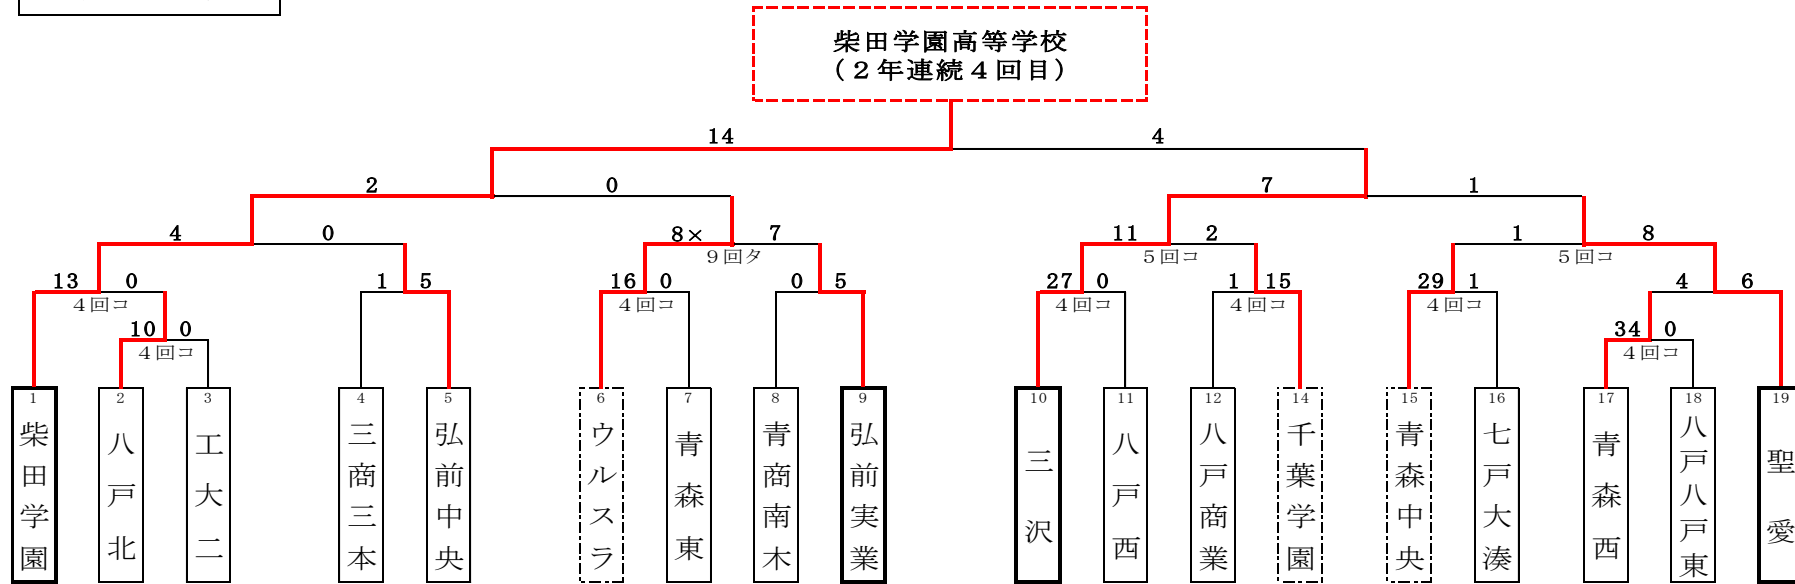 柴田学園高等学校
（２年連続４回目）
14 4
2 0 7 1
4 0 8× 7 11 2 1 8
9回タ 5回コ 5回コ
13 0 1 5 16 0 0 5 27 0 1 15 29 1 4 6
4回コ 4回コ 4回コ 4回コ 4回コ
10 0 34 0
4回コ 4回コ
1 2 3 4 5 6 7 8 9 10 11 12 14 15 16 17 18 19
柴田学園
八戸北
工大二
三商三本
弘前中央
ウルスラ
青森東
青商南木
弘前実業
三沢
八戸西
八戸商業
千葉学園
青森中央
七戸大湊
青森西
八戸八戸東
聖愛